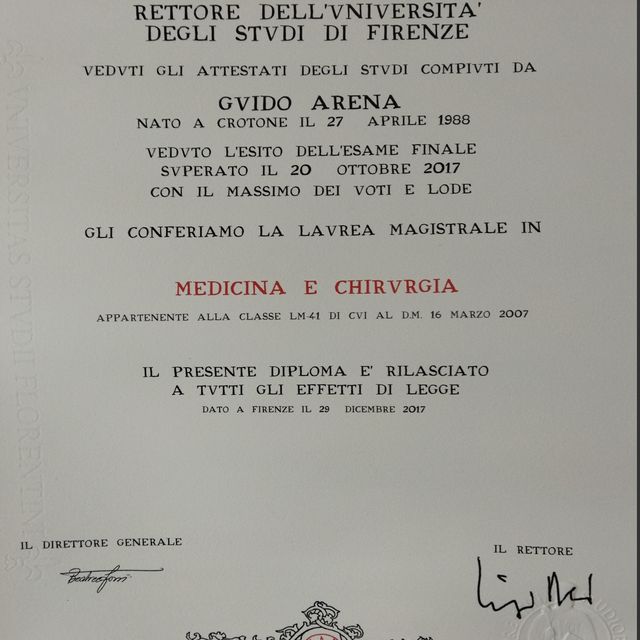 RETTORE DELL'VNIVERSITA'
DEGLI STVDI DI FIRENZE
VEDVTI GLI ATTESTATI DEGLI STVDI COMPIVTI DA
GVIDO ARENA
NATO A CROTONE IL 27 APRILE 1988
VEDVTO L'ESITO DELL'ESAME FINALE
SVPERATO IL 20 OTTOBRE 2017
CON IL MASSIMO DEI VOTI E LODE
GLI CONFERIAMO LA LAVREA MAGISTRALE IN
MEDICINA E CHIRVRGIA
APPARTENENTE ALLA CLASSE LM-41 DI CVI AL D.M. 16 MARZO 2007
IL PRESENTE DIPLOMA E' RILASCIATO
A TVTTI GLI EFFETTI DI LEGGE
DATO A FIRENZE IL 29 DICEMBRE 2017
VNIVERSITAS STVDII FLORENTINI
IL DIRETTORE GENERALE
IL RETTORE